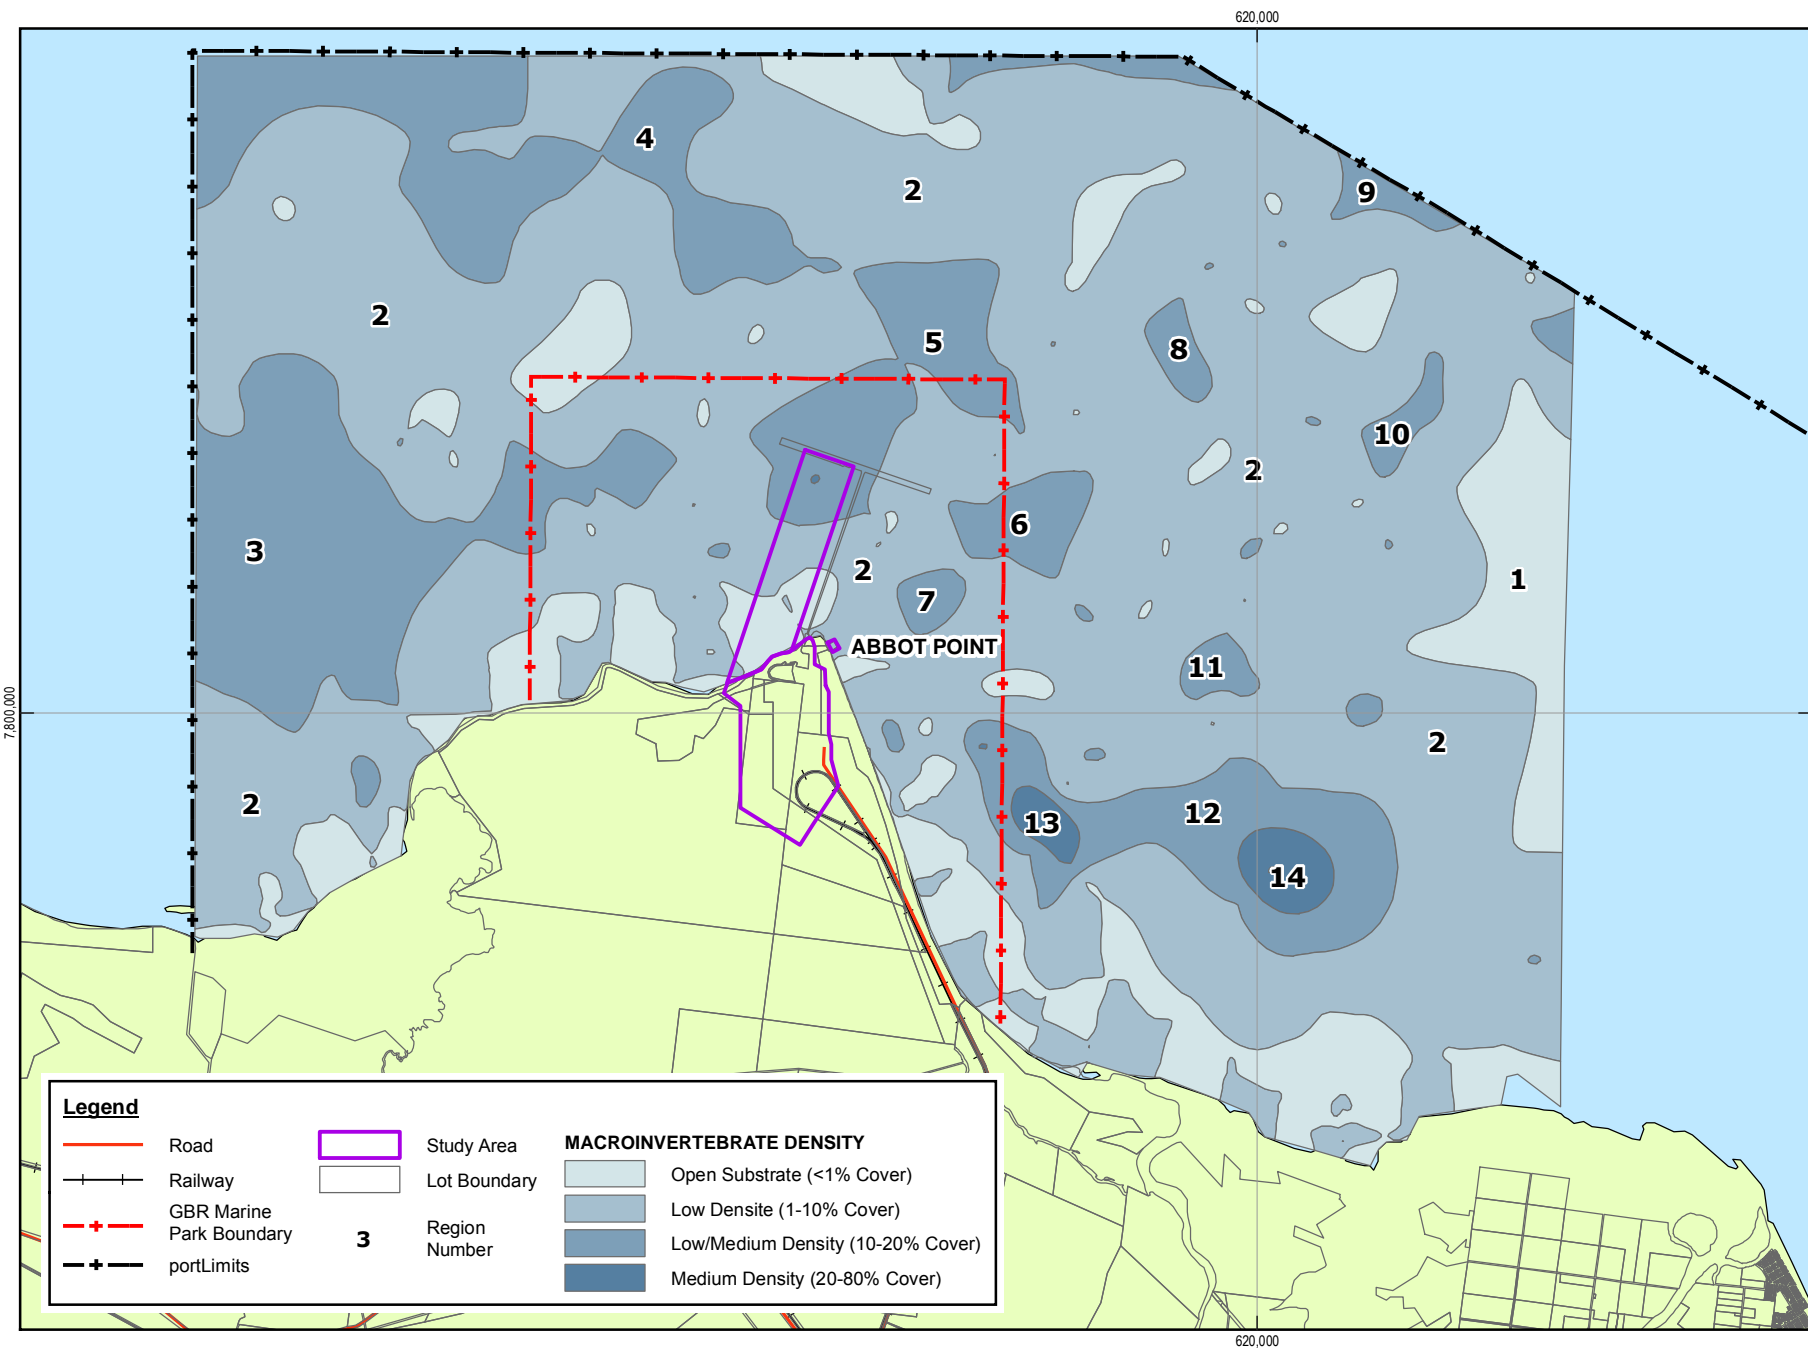 620,000
4
2
9
2
5
8
10
2
3
6
2
1
7
ABBOT POINT
11
7,800,000
2
2
12
13
14
Legend
Road
Railway
GBR Marine
Park Boundary
portLimits
Study Area
Lot Boundary
3
Region
Number
MACROINVERTEBRATE DENSITY
Open Substrate (<1% Cover)
Low Densite (1-10% Cover)
Low/Medium Density (10-20% Cover)
Medium Density (20-80% Cover)
620,000